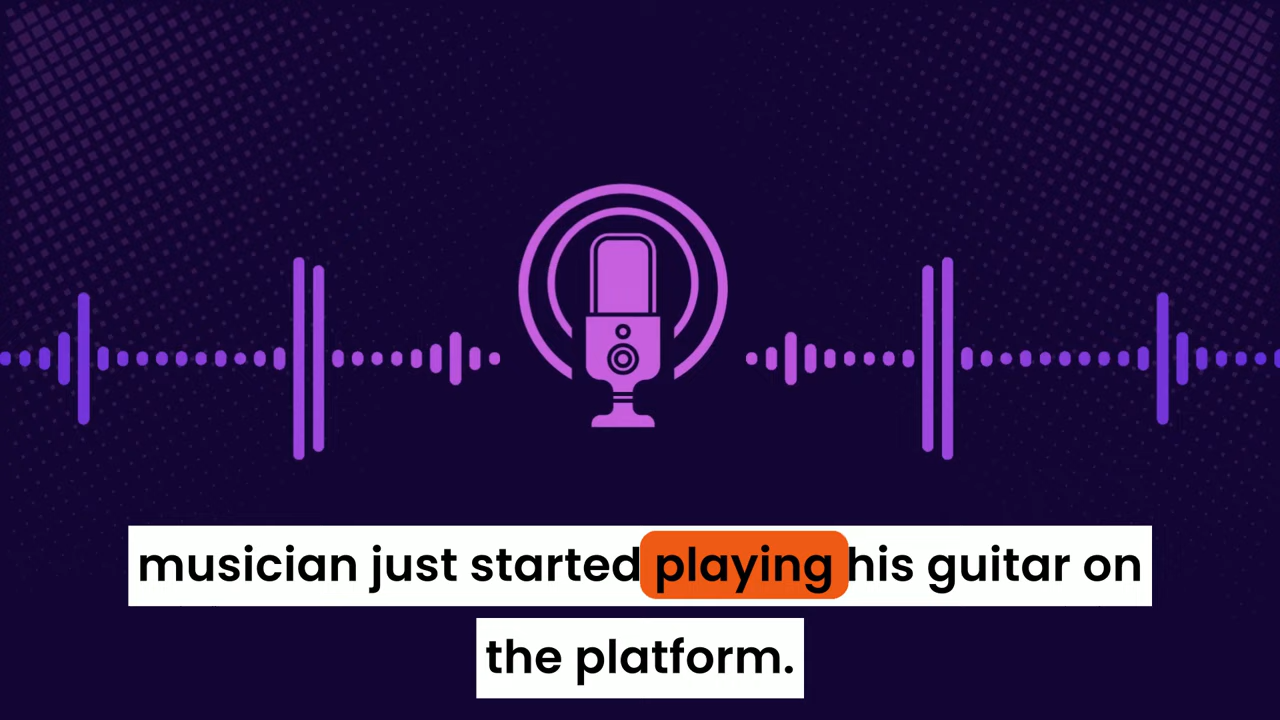 musician just started playing his guitar on
the platform.